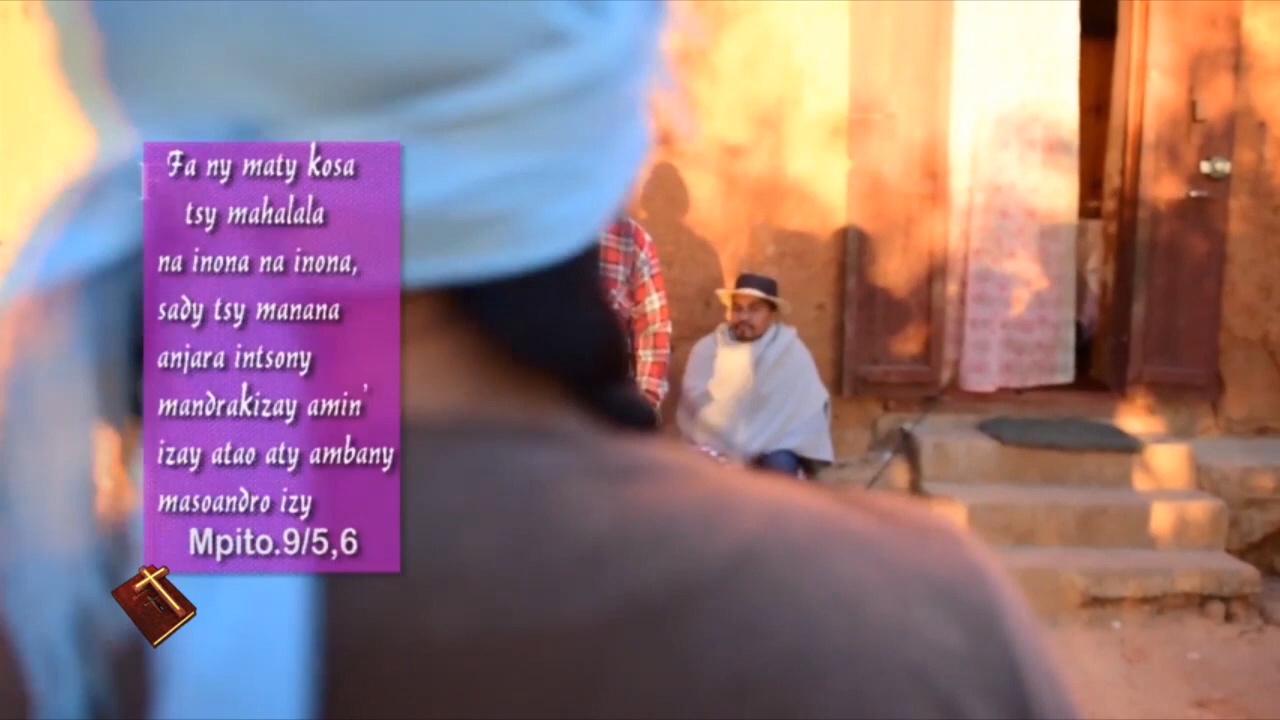 Fa ny maty kosa
tsy mahalala
na inona na inona,
sady tsy manana
anjara intsony
mandrakizay amin'
izay atao aty ambany
masoandro izy
Mpito.9/5,6